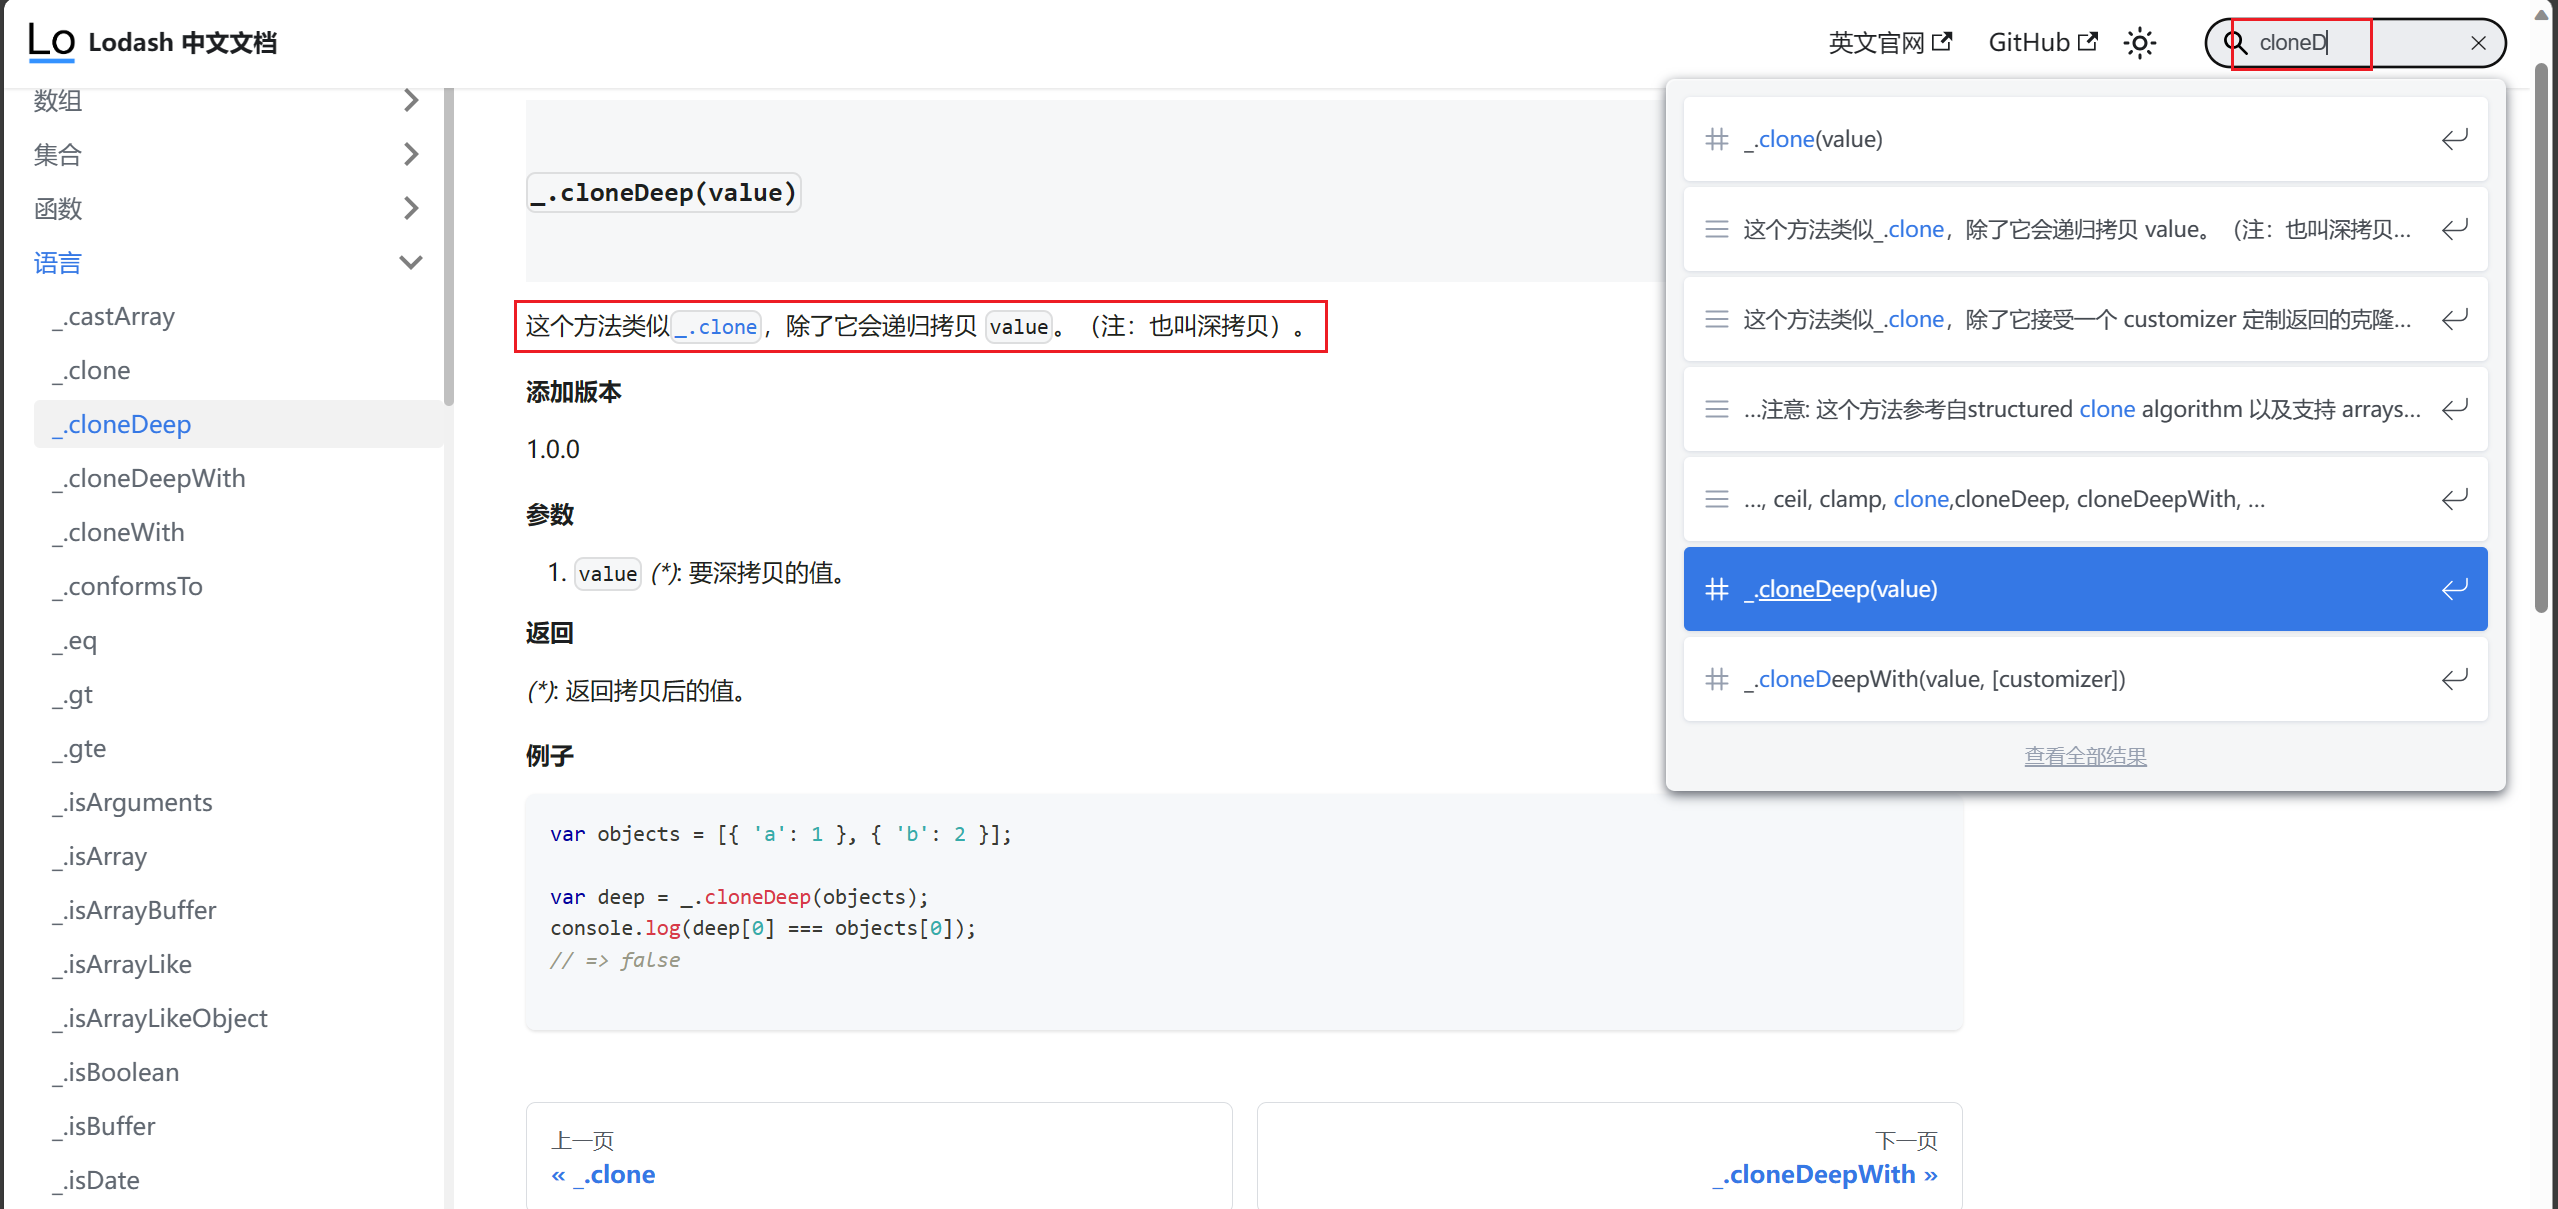 Lo Lodash 中文文档
英文官网 GitHub cloneD
数组
集合
函数
语言
_.castArray
_.clone
_.cloneDeep
_.cloneDeepWith
_.cloneWith
_.conformsTo
_.eq
_.gt
_.gte
_.isArguments
_.isArray
_.isArrayBuffer
_.isArrayLike
_.isArrayLikeObject
_.isBoolean
_.isBuffer
_.isDate
_.cloneDeep(value)
这个方法类似_.clone，除了它会递归拷贝 value。（注：也叫深拷贝）。
添加版本
1.0.0
参数
1. value (*): 要深拷贝的值。
返回
(*): 返回拷贝后的值。
例子
var objects = [{ 'a': 1 }, { 'b': 2 }];
var deep = _.cloneDeep(objects);
console.log(deep[0] === objects[0]);
// => false
上一页
« _.clone
下一页
_.cloneDeepWith »
_.clone(value)
这个方法类似_.clone，除了它会递归拷贝 value。（注：也叫深拷贝...
这个方法类似_.clone，除了它接受一个 customizer 定制返回的克隆...
...注意: 这个方法参考自structured clone algorithm 以及支持 arrays...
..., ceil, clamp, clone,cloneDeep, cloneDeepWith, ...
_.cloneDeep(value)
_.cloneDeepWith(value, [customizer])
查看全部结果